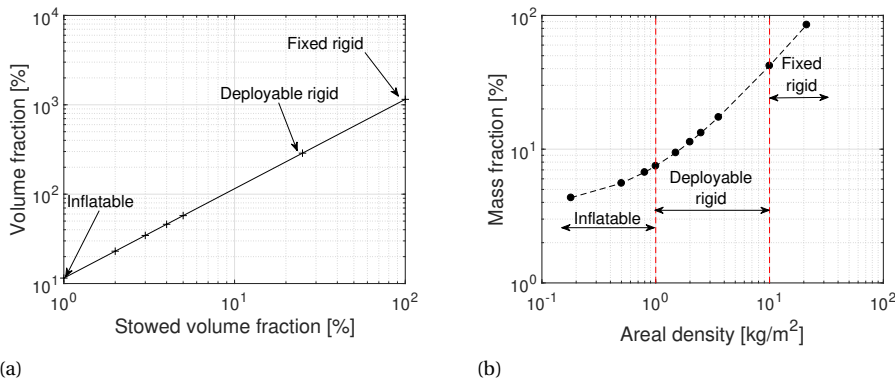 10^4
10^3
10^2
10^1
Volume fraction [%]
Fixed rigid
Deployable rigid
Inflatable
10^0
10^1
10^2
Stowed volume fraction [%]
(a)
10^2
10^1
10^0
Mass fraction [%]
Fixed
rigid
Deployable
rigid
Inflatable
10^-1
10^0
10^1
10^2
Areal density [kg/m^2]
(b)